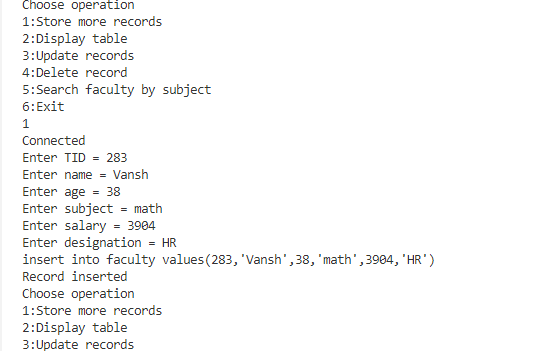 Choose operation
1:Store more records
2:Display table
3:Update records
4:Delete record
5:Search faculty by subject
6:Exit
1
Connected
Enter TID = 283
Enter name = Vansh
Enter age = 38
Enter subject = math
Enter salary = 3904
Enter designation = HR
insert into faculty values(283,'Vansh',38,'math',3904,'HR')
Record inserted
Choose operation
1:Store more records
2:Display table
3:Update records